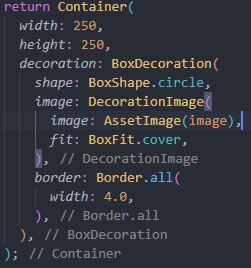 return Container(
  width: 250,
  height: 250,
  decoration: BoxDecoration(
    shape: BoxShape.circle,
    image: DecorationImage(
      image: AssetImage(image),
      fit: BoxFit.cover,
    ), // DecorationImage
    border: Border.all(
      width: 4.0,
    ), // Border.all
  ), // BoxDecoration
); // Container